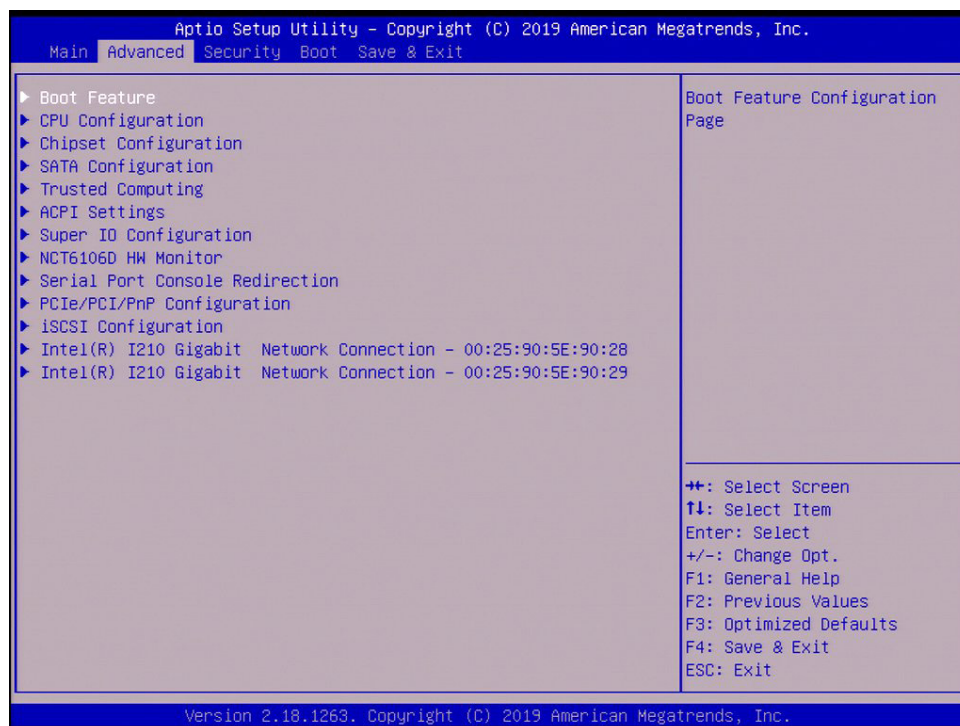 Aptio Setup Utility – Copyright (C) 2019 American Megatrends, Inc.
Main Advanced Security Boot Save & Exit
▶ Boot Feature
▶ CPU Configuration
▶ Chipset Configuration
▶ SATA Configuration
▶ Trusted Computing
▶ ACPI Settings
▶ Super IO Configuration
▶ NCT6106D HW Monitor
▶ Serial Port Console Redirection
▶ PCIe/PCI/PnP Configuration
▶ iSCSI Configuration
▶ Intel(R) I210 Gigabit  Network Connection – 00:25:90:5E:90:28
▶ Intel(R) I210 Gigabit  Network Connection – 00:25:90:5E:90:29
Boot Feature Configuration
Page
→←: Select Screen
↑↓: Select Item
Enter: Select
+/-: Change Opt.
F1: General Help
F2: Previous Values
F3: Optimized Defaults
F4: Save & Exit
ESC: Exit
Version 2.18.1263. Copyright (C) 2019 American Megatrends, Inc.